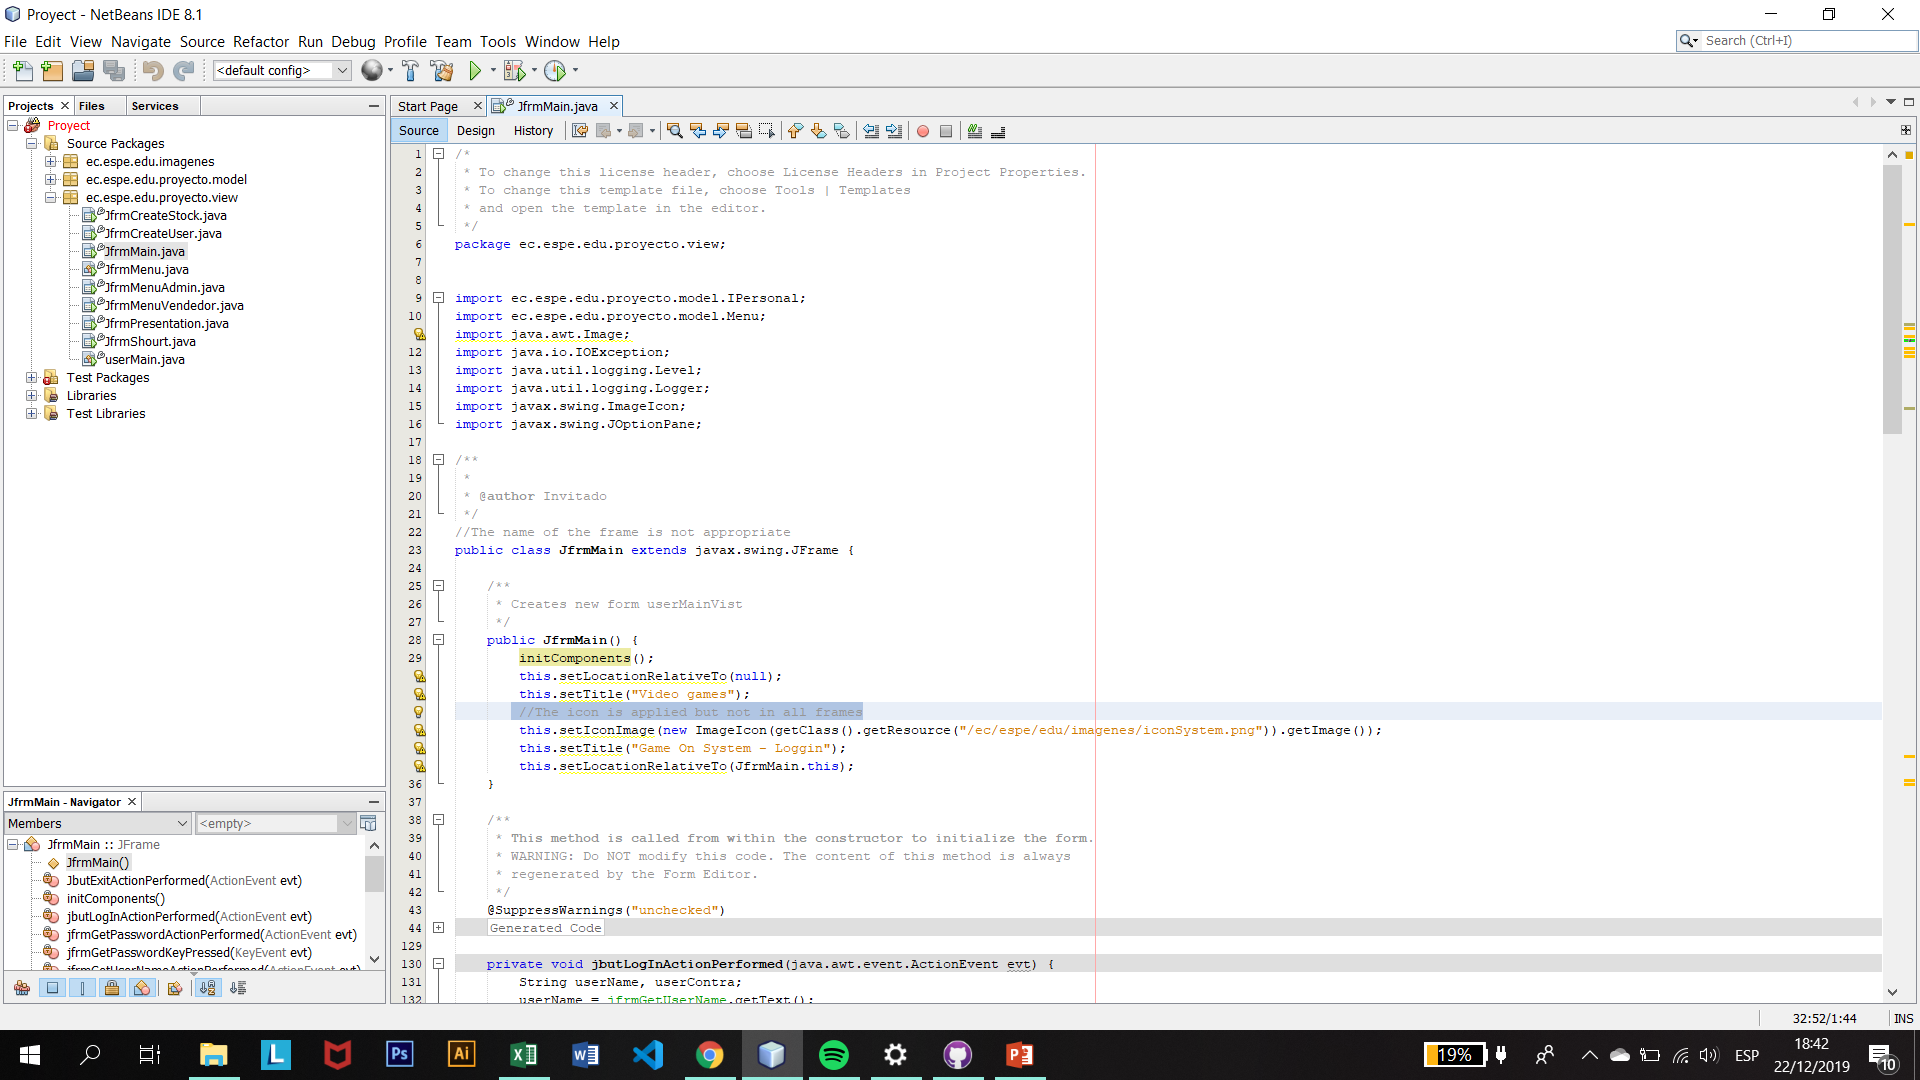 Proyect - NetBeans IDE 8.1
File Edit View Navigate Source Refactor Run Debug Profile Team Tools Window Help
Search (Ctrl+I)
<default config>
Projects Files Services
Start Page JfrmMain.java
Source Design History
Proyect
Source Packages
ec.espe.edu.imagenes
ec.espe.edu.proyecto.model
ec.espe.edu.proyecto.view
JfrmCreateStock.java
JfrmCreateUser.java
JfrmMain.java
JfrmMenu.java
JfrmMenuAdmin.java
JfrmMenuVendedor.java
JfrmPresentation.java
JfrmShourt.java
userMain.java
Test Packages
Libraries
Test Libraries
JfrmMain - Navigator
Members <empty>
JfrmMain :: JFrame
JfrmMain()
JbutExitActionPerformed(ActionEvent evt)
initComponents()
jbutLogInActionPerformed(ActionEvent evt)
jfrmGetPasswordActionPerformed(ActionEvent evt)
jfrmGetPasswordKeyPressed(KeyEvent evt)
jfrmGetUserNameActionPerformed(ActionEvent evt)
1 /*
2 * To change this license header, choose License Headers in Project Properties.
3 * To change this template file, choose Tools | Templates
4 * and open the template in the editor.
5 */
6 package ec.espe.edu.proyecto.view;
7
8
9 import ec.espe.edu.proyecto.model.IPersonal;
10 import ec.espe.edu.proyecto.model.Menu;
import java.awt.Image;
12 import java.io.IOException;
13 import java.util.logging.Level;
14 import java.util.logging.Logger;
15 import javax.swing.ImageIcon;
16 import javax.swing.JOptionPane;
17
18 /**
19 *
20 * @author Invitado
21 */
22 //The name of the frame is not appropriate
23 public class JfrmMain extends javax.swing.JFrame {
24
25 /**
26 * Creates new form userMainVist
27 */
28 public JfrmMain() {
29 initComponents();
this.setLocationRelativeTo(null);
this.setTitle("Video games");
//The icon is applied but not in all frames
this.setIconImage(new ImageIcon(getClass().getResource("/ec/espe/edu/imagenes/iconSystem.png")).getImage());
this.setTitle("Game On System - Loggin");
this.setLocationRelativeTo(JfrmMain.this);
36 }
37
38 /**
39 * This method is called from within the constructor to initialize the form.
40 * WARNING: Do NOT modify this code. The content of this method is always
41 * regenerated by the Form Editor.
42 */
43 @SuppressWarnings("unchecked")
44 Generated Code
129
130 private void jbutLogInActionPerformed(java.awt.event.ActionEvent evt) {
131 String userName, userContra;
132 userName = jfrmGetUserName.getText();
32:52/1:44 INS
L Ps Ai 19% ESP
18:42
22/12/2019
10